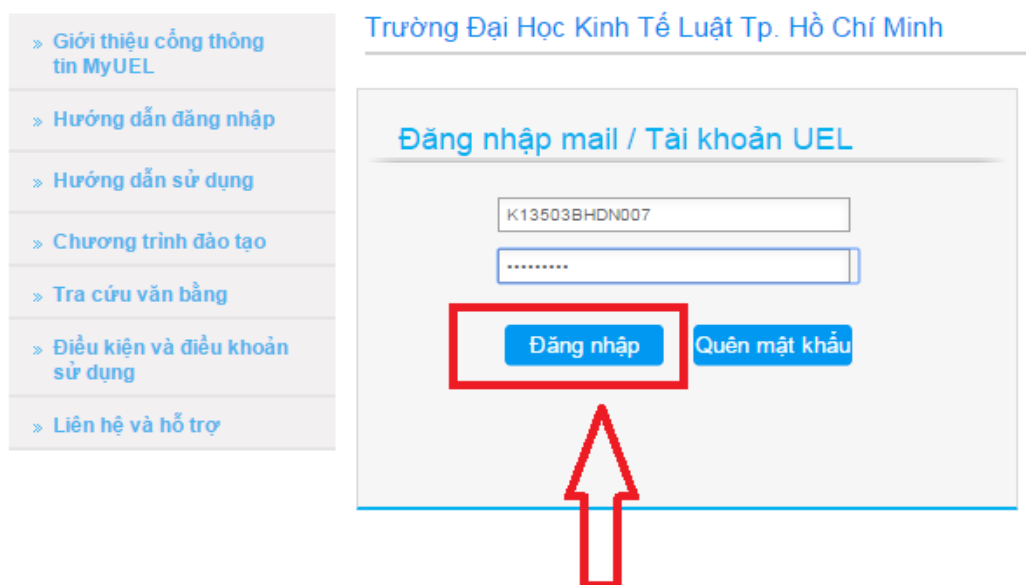 Trường Đại Học Kinh Tế Luật Tp. Hồ Chí Minh
» Giới thiệu cổng thông
tin MyUEL
» Hướng dẫn đăng nhập
» Hướng dẫn sử dụng
» Chương trình đào tạo
» Tra cứu văn bằng
» Điều kiện và điều khoản
sử dụng
» Liên hệ và hỗ trợ
Đăng nhập mail / Tài khoản UEL
K13503BHDN007
•••••••••
Đăng nhập
Quên mật khẩu